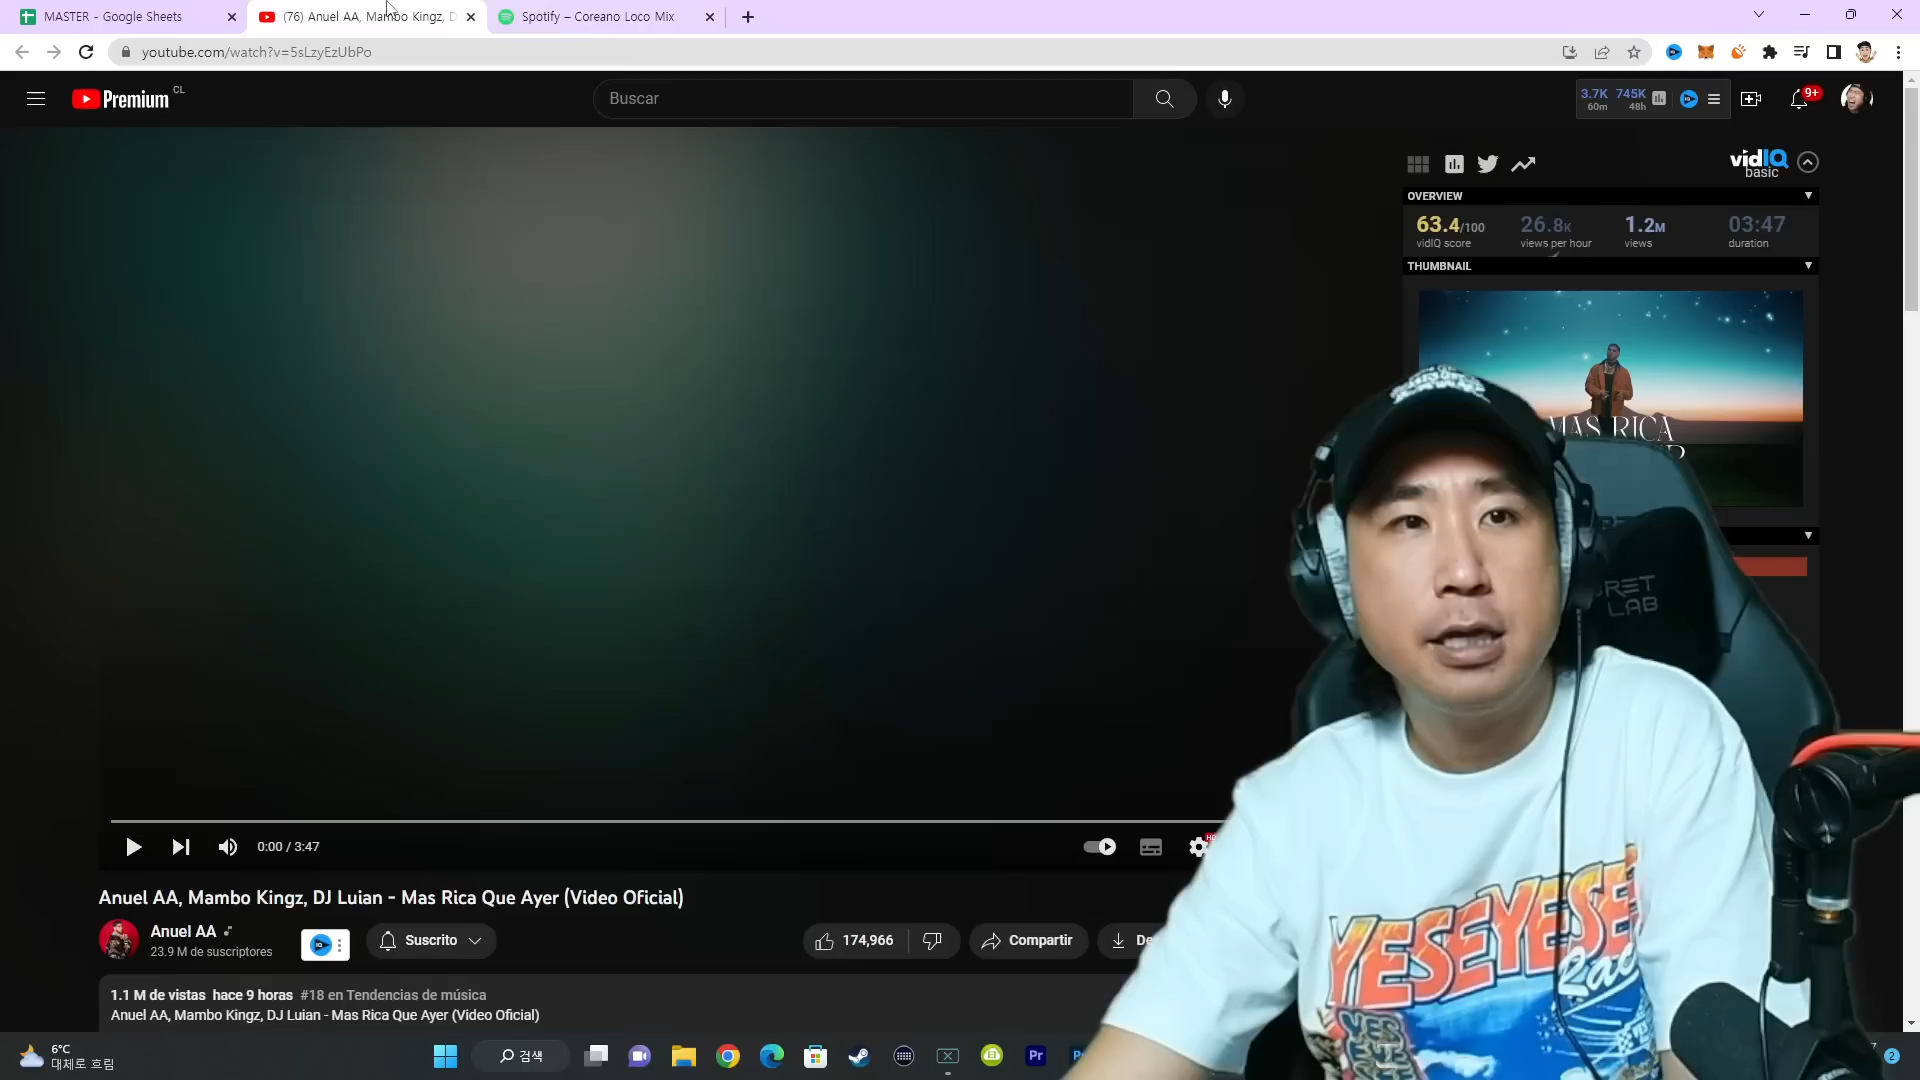 MASTER - Google Sheets
(76) Anuel AA, Mambo Kingz, D
Spotify – Coreano Loco Mix
youtube.com/watch?v=5sLzyEzUbPo
Premium CL
Buscar
3.7K 745K
60m 48h
9+
vidIQ
basic
OVERVIEW
63.4/100
26.8K
1.2M
03:47
vidIQ score
views per hour
views
duration
THUMBNAIL
MAS RICA
RET
LAB
0:00 / 3:47
Anuel AA, Mambo Kingz, DJ Luian - Mas Rica Que Ayer (Video Oficial)
Anuel AA
23.9 M de suscriptores
Suscrito
174,966
Compartir
De
1.1 M de vistas hace 9 horas #18 en Tendencias de música
Anuel AA, Mambo Kingz, DJ Luian - Mas Rica Que Ayer (Video Oficial)
YESEYESE
6°C
대체로 흐림
검색
Pr
2